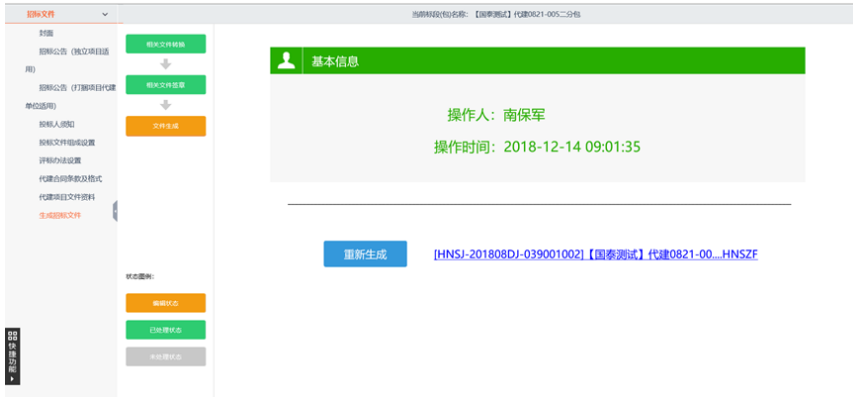 招标文件
当前标段(包)名称: 【国泰测试】代建0821-005二分包
封面
招标公告（独立项目适
用)
招标公告（打捆项目代建
单位适用)
投标人须知
投标文件组成设置
评标办法设置
代建合同条款及格式
代建项目文件资料
生成招标文件
相关文件转换
相关文件签章
文件生成
状态图例:
编辑状态
已处理状态
未处理状态
基本信息
操作人：南保军
操作时间：2018-12-14 09:01:35
重新生成
[HNSJ-201808DJ-039001002]【国泰测试】代建0821-00....HNSZF
快捷功能